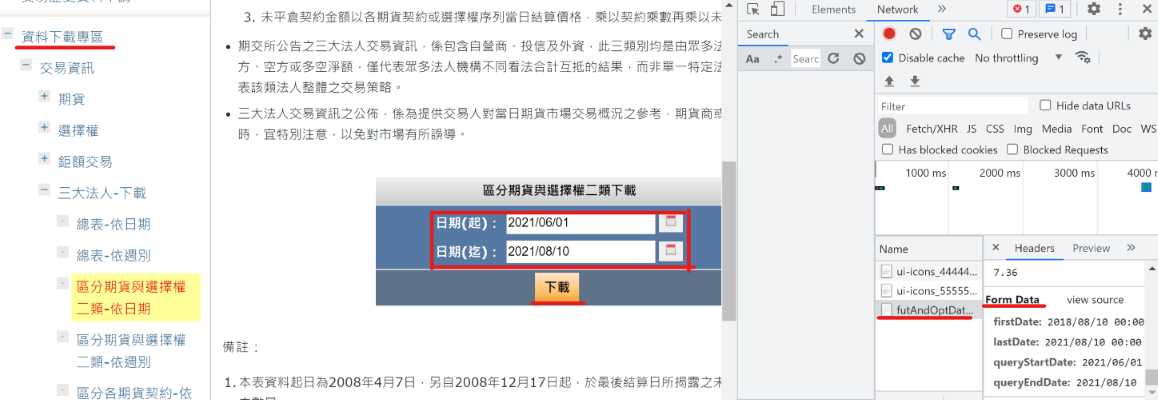 3. 未平倉契約金額以各期貨契約或選擇權序列當日結算價格，乘以契約乘數再乘以未
資料下載專區
交易資訊
期貨
選擇權
鉅額交易
三大法人-下載
總表-依日期
總表-依週別
區分期貨與選擇權
二類-依日期
區分期貨與選擇權
二類-依週別
區分各期貨契約-依
• 期交所公告之三大法人交易資訊，係包含自營商、投信及外資，此三類別均是由眾多法
方、空方或多空淨額，僅代表眾多法人機構不同看法合計互抵的結果，而非單一特定法
表該類法人整體之交易策略。
• 三大法人交易資訊之公佈，係為提供交易人對當日期貨市場交易概況之參考，期貨商或
時，宜特別注意，以免對市場有所誤導。
區分期貨與選擇權二類下載
日期(起)： 2021/06/01
日期(迄)： 2021/08/10
下載
備註：
1. 本表資料起日為2008年4月7日，另自2008年12月17日起，於最後結算日所揭露之未
Elements Network » 1 1
Search
Aa .* Searc
Preserve log
Disable cache No throttling
Filter Hide data URLs
All Fetch/XHR JS CSS Img Media Font Doc WS
Has blocked cookies Blocked Requests
1000 ms 2000 ms 3000 ms 4000 m
Name
ui-icons_44444...
ui-icons_55555...
futAndOptDat...
Headers Preview »
7.36
Form Data view source
firstDate: 2018/08/10 00:00
lastDate: 2021/08/10 00:00
queryStartDate: 2021/06/01
queryEndDate: 2021/08/10